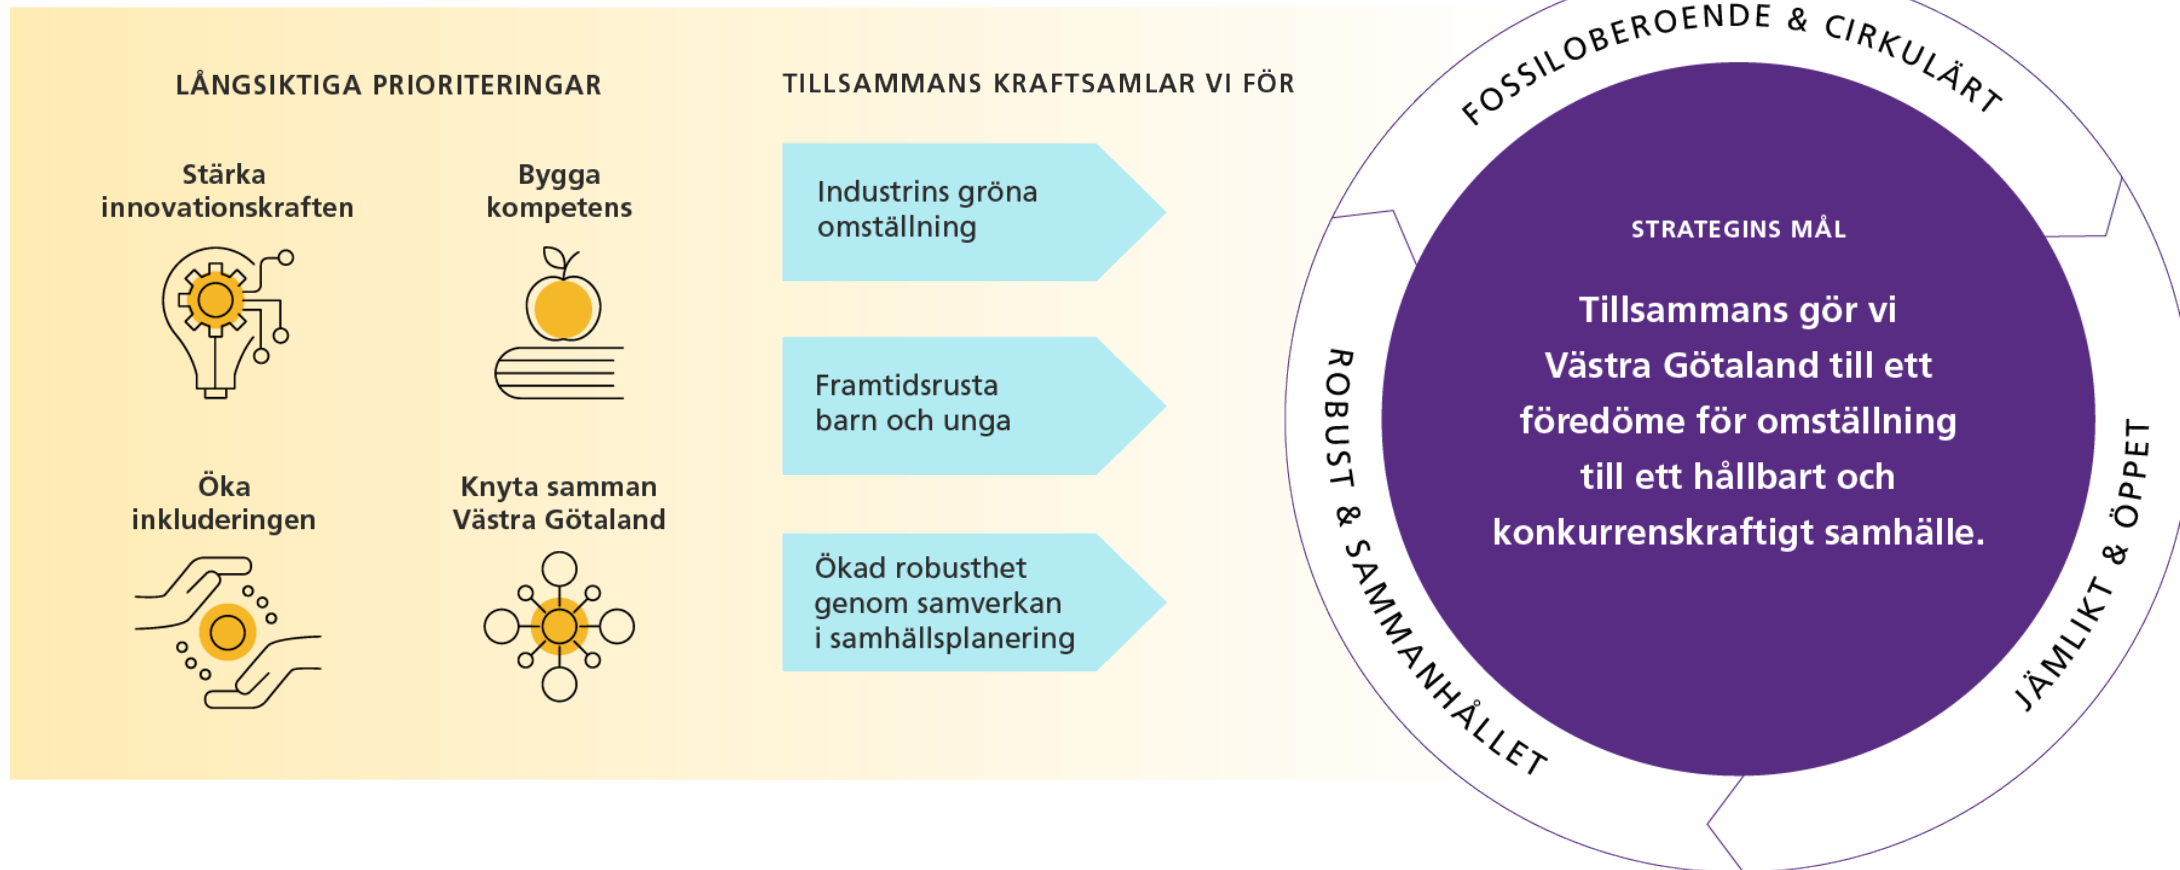 LÅNGSIKTIGA PRIORITERINGAR
Stärka
innovationskraften
Bygga
kompetens
Öka
inkluderingen
Knyta samman
Västra Götaland
TILLSAMMANS KRAFTSAMLAR VI FÖR
Industrins gröna
omställning
Framtidsrusta
barn och unga
Ökad robusthet
genom samverkan
i samhällsplanering
FOSSILOBEROENDE & CIRKULÄRT
JÄMLIKT & ÖPPET
ROBUST & SAMMANHÅLLET
STRATEGINS MÅL
Tillsammans gör vi
Västra Götaland till ett
föredöme för omställning
till ett hållbart och
konkurrenskraftigt samhälle.